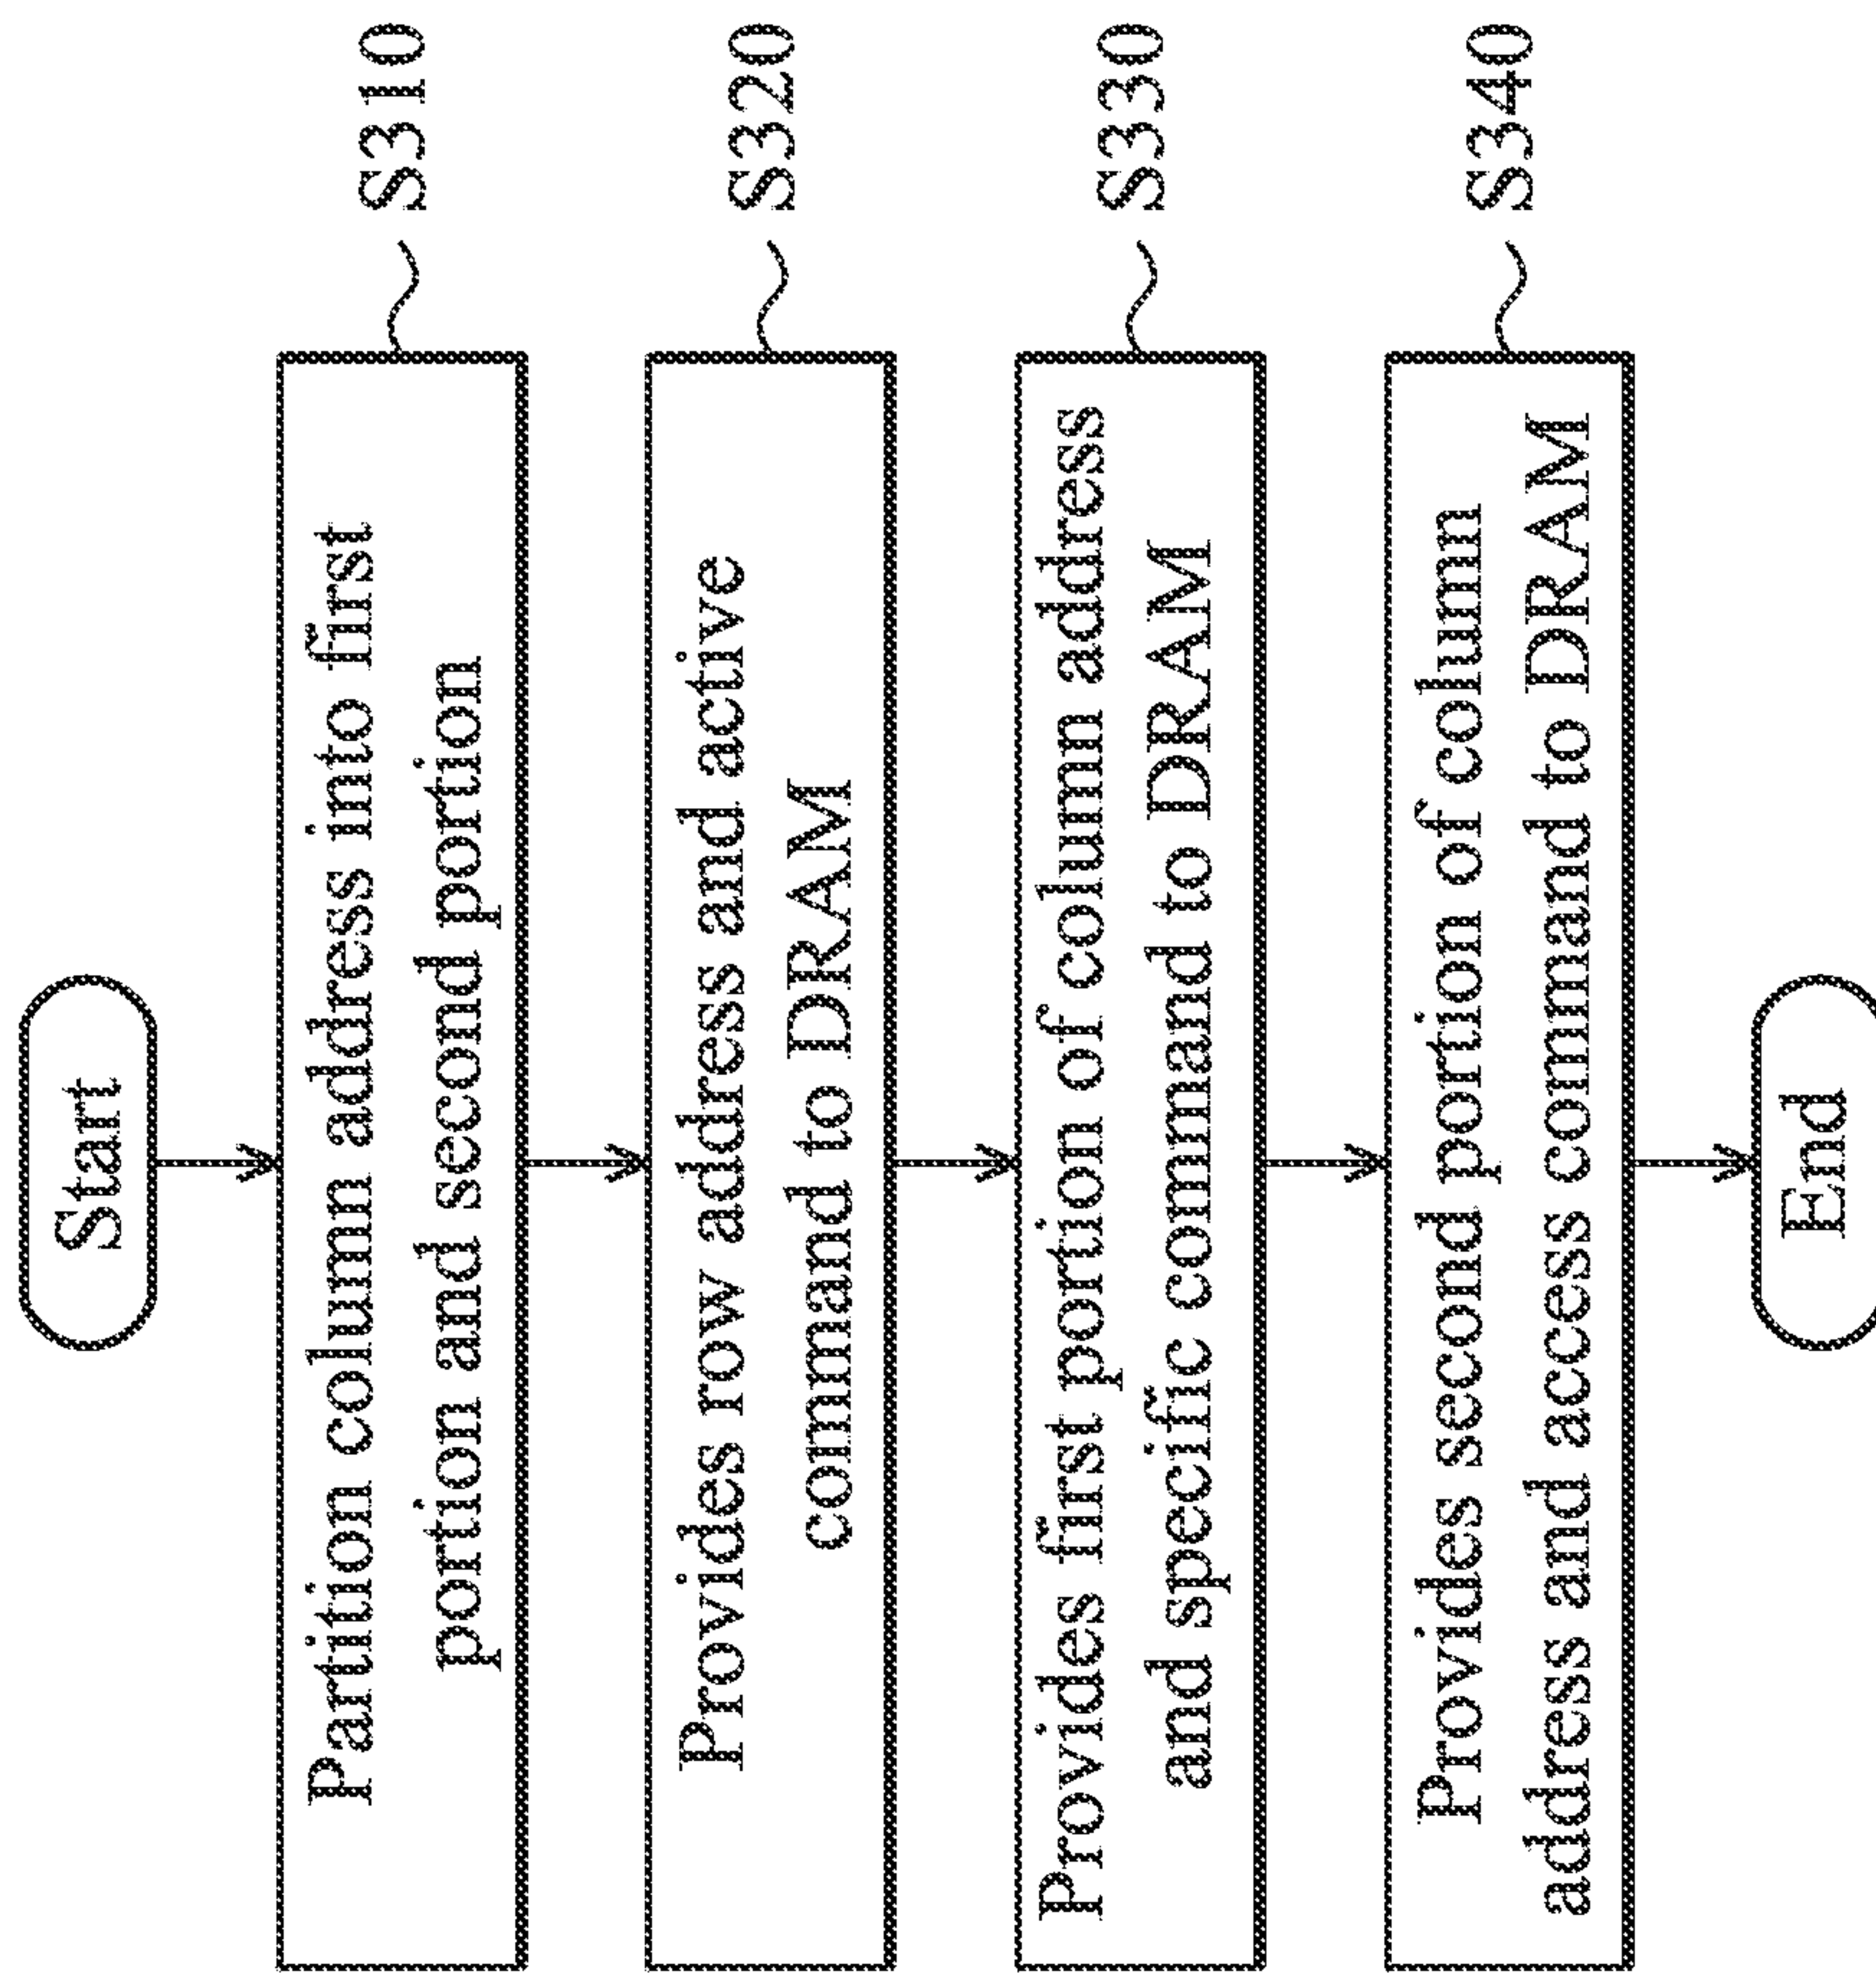 Start
Partition column address into first
portion and second portion
S310
Provides row address and active
command to DRAM
S320
Provides first portion of column address
and specific command to DRAM
S330
Provides second portion of column
address and access command to DRAM
S340
End